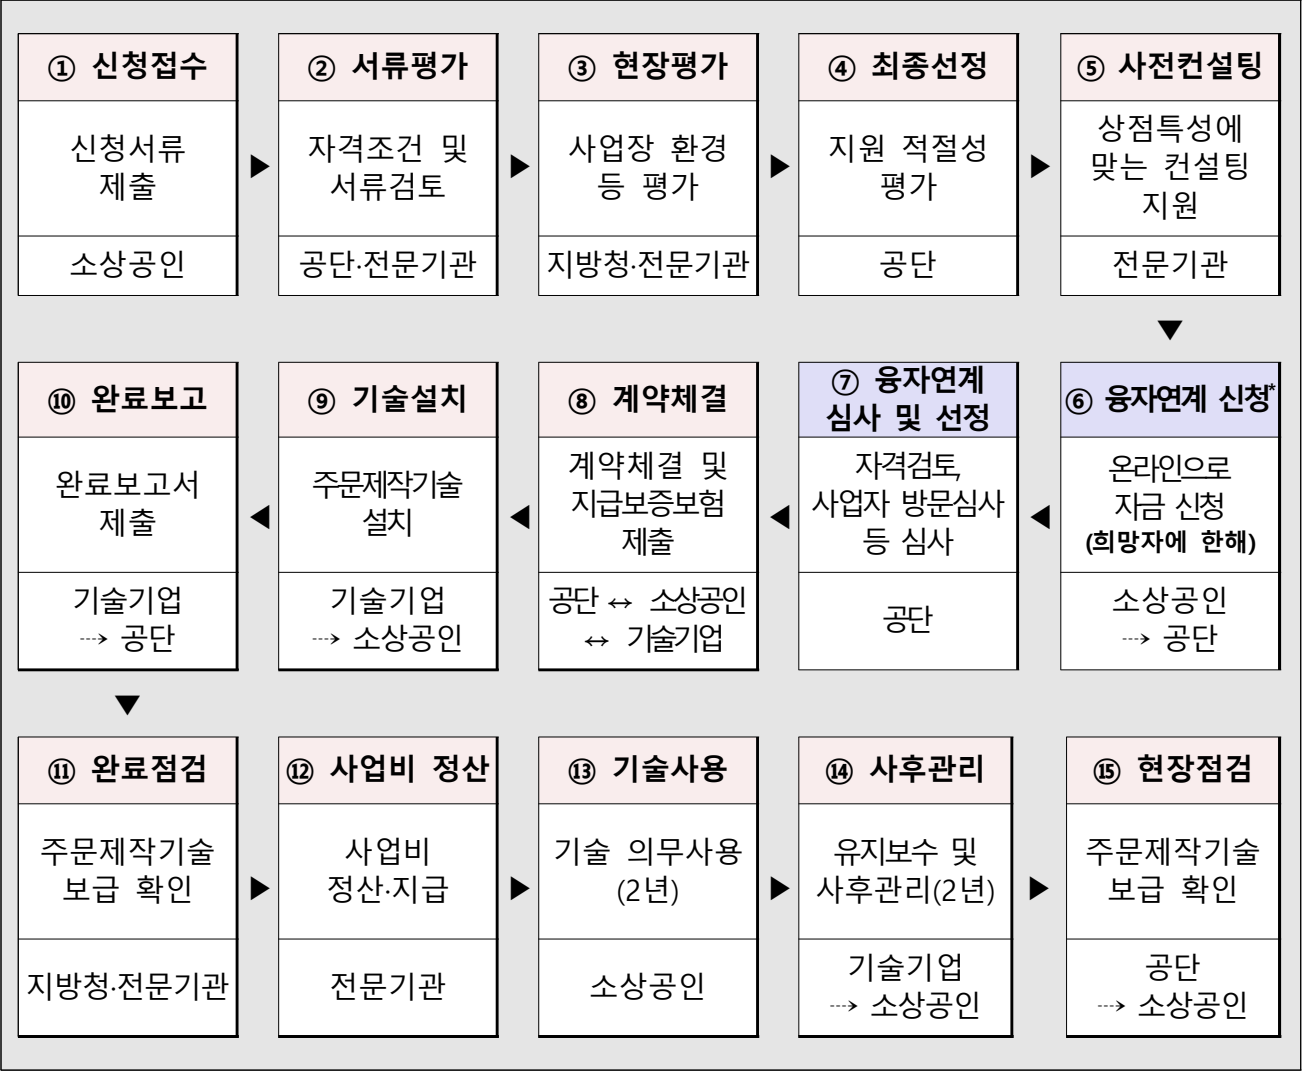 ① 신청접수
신청서류
제출
소상공인
▶
② 서류평가
자격조건 및
서류검토
공단·전문기관
▶
③ 현장평가
사업장 환경
등 평가
지방청·전문기관
▶
④ 최종선정
지원 적절성
평가
공단
▶
⑤ 사전컨설팅
상점특성에
맞는 컨설팅
지원
전문기관
▼
⑥ 융자연계 신청*
온라인으로
자금 신청
(희망자에 한해)
소상공인
⤑ 공단
◀
⑦ 융자연계
심사 및 선정
자격검토,
사업자 방문심사
등 심사
공단
◀
⑧ 계약체결
계약체결 및
지급보증보험
제출
공단 ↔ 소상공인
↔ 기술기업
◀
⑨ 기술설치
주문제작기술
설치
기술기업
⤑ 소상공인
◀
⑩ 완료보고
완료보고서
제출
기술기업
⤑ 공단
▼
⑪ 완료점검
주문제작기술
보급 확인
지방청·전문기관
▶
⑫ 사업비 정산
사업비
정산·지급
전문기관
▶
⑬ 기술사용
기술 의무사용
(2년)
소상공인
▶
⑭ 사후관리
유지보수 및
사후관리(2년)
기술기업
⤑ 소상공인
▶
⑮ 현장점검
주문제작기술
보급 확인
공단
⤑ 소상공인